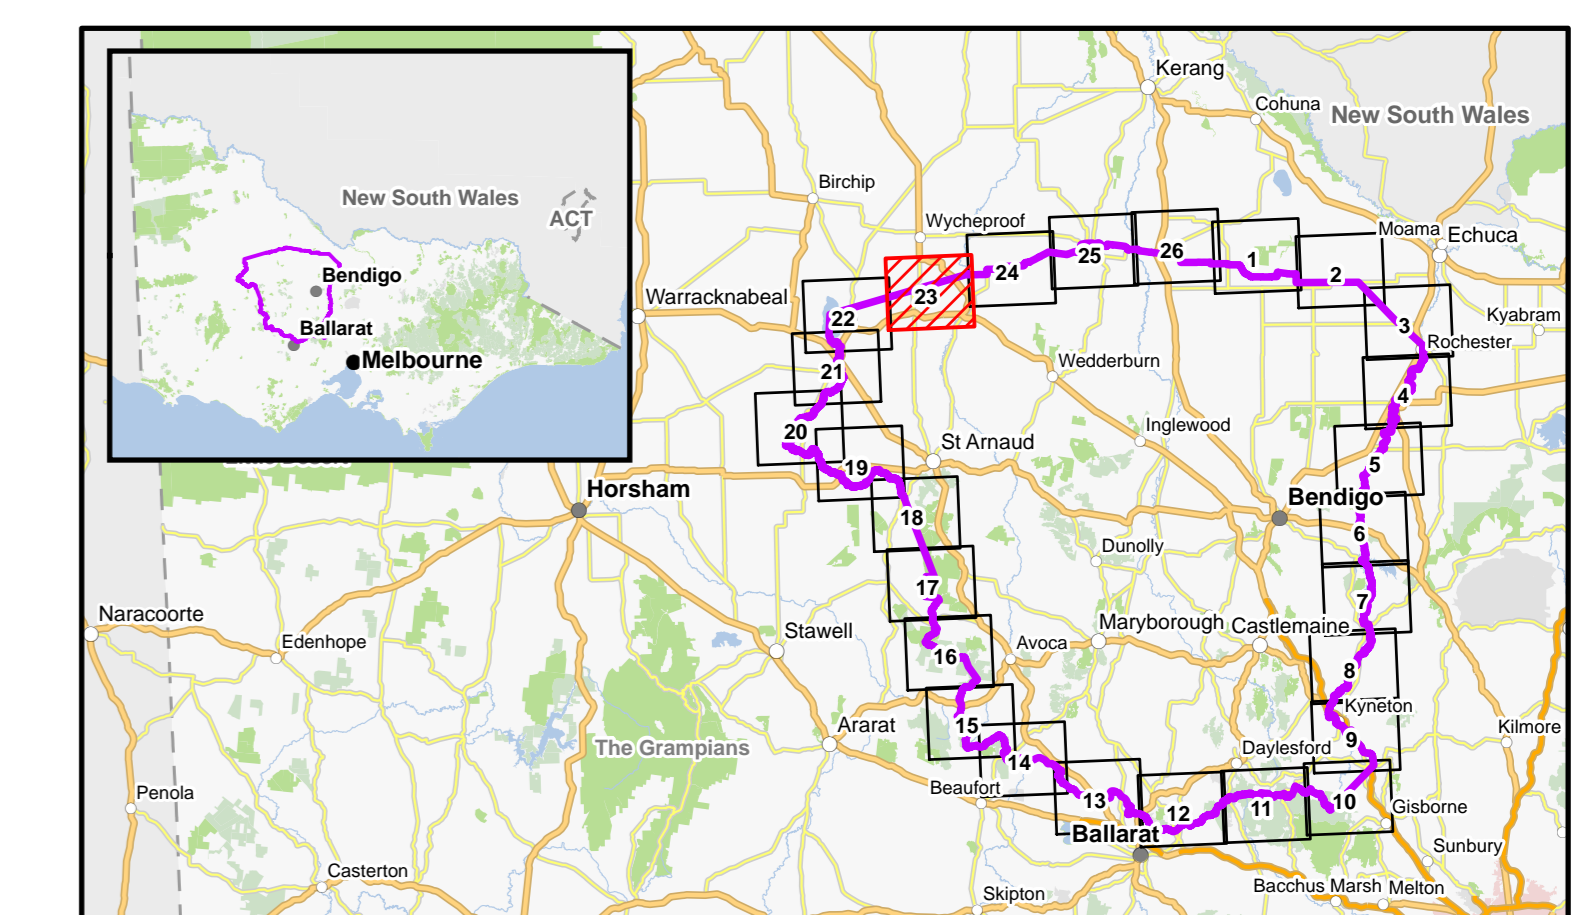 Kerang
Cohuna
New South Wales
New South Wales
ACT
Birchip
Wycheproof
Moama
Echuca
26
25
1
24
2
23
Bendigo
Warracknabeal
22
3
Kyabram
Ballarat
Rochester
Melbourne
Wedderburn
21
4
Inglewood
20
St Arnaud
19
5
Horsham
Bendigo
18
6
Dunolly
17
7
Naracoorte
Edenhope
Stawell
Avoca
Maryborough
Castlemaine
16
8
Kyneton
Ararat
15
The Grampians
9
Kilmore
Daylesford
14
Beaufort
Penola
13
12
11
10
Gisborne
Ballarat
Sunbury
Casterton
Skipton
Bacchus Marsh
Melton